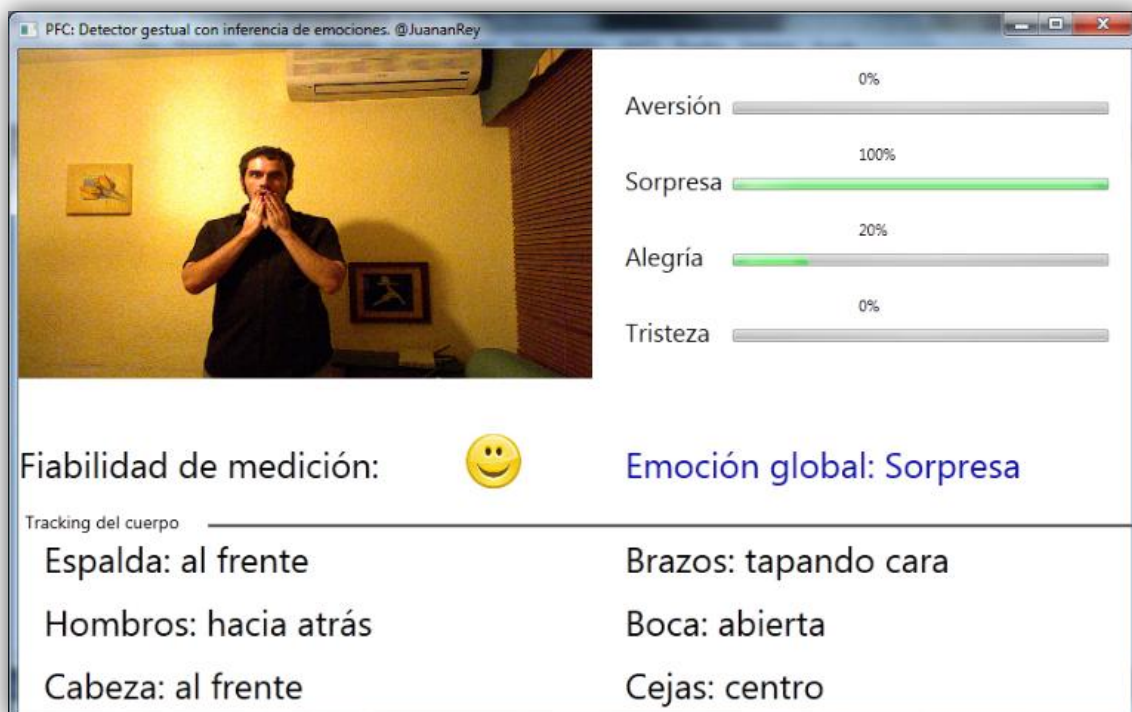 PFC: Detector gestual con inferencia de emociones. @JuananRey
0%
Aversión
100%
Sorpresa
20%
Alegría
0%
Tristeza
Fiabilidad de medición:
Emoción global: Sorpresa
Tracking del cuerpo
Espalda: al frente
Brazos: tapando cara
Hombros: hacia atrás
Boca: abierta
Cabeza: al frente
Cejas: centro